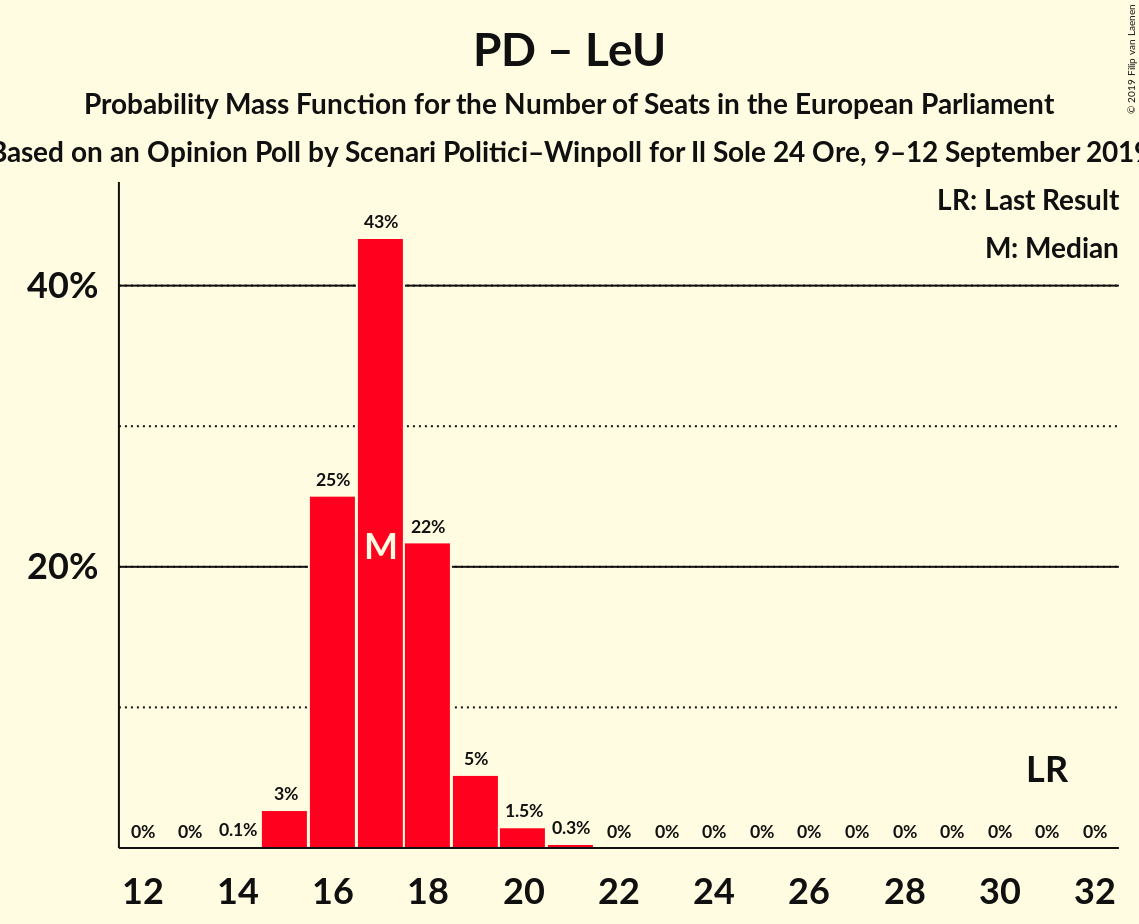 PD – LeU
Probability Mass Function for the Number of Seats in the European Parliament
Based on an Opinion Poll by Scenari Politici–Winpoll for Il Sole 24 Ore, 9–12 September 2019
© 2019 Filip van Laenen
LR: Last Result
M: Median
43%
40%
25%
22%
M
20%
LR
5%
3%
1.5%
0% 0% 0.1% 0.3% 0% 0% 0% 0% 0% 0% 0% 0% 0% 0% 0%
12 14 16 18 20 22 24 26 28 30 32